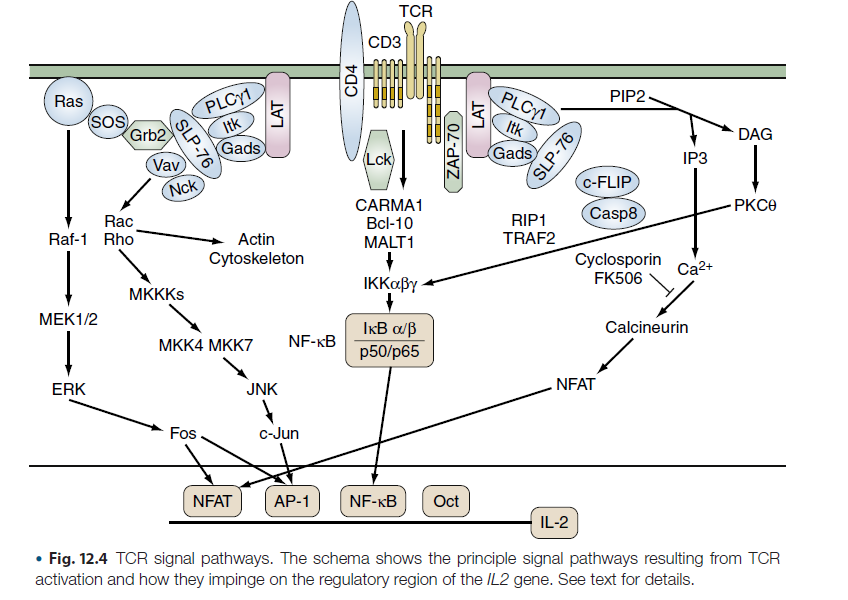 TCR
CD3
CD4
Ras
SOS
Grb2
PLCγ1
Itk
SLP-76
Gads
LAT
Vav
Nck
Lck
ZAP-70
LAT
PLCγ1
Itk
Gads
SLP-76
PIP2
DAG
IP3
c-FLIP
Casp8
PKCθ
Raf-1
Rac
Rho
Actin
Cytoskeleton
CARMA1
Bcl-10
MALT1
RIP1
TRAF2
Cyclosporin
FK506
Ca2+
IKKαβγ
MKKKs
MEK1/2
MKK4 MKK7
NF-κB
IκB α/β
p50/p65
Calcineurin
ERK
JNK
NFAT
Fos
c-Jun
NFAT
AP-1
NF-κB
Oct
IL-2
• Fig. 12.4 TCR signal pathways. The schema shows the principle signal pathways resulting from TCR
activation and how they impinge on the regulatory region of the IL2 gene. See text for details.